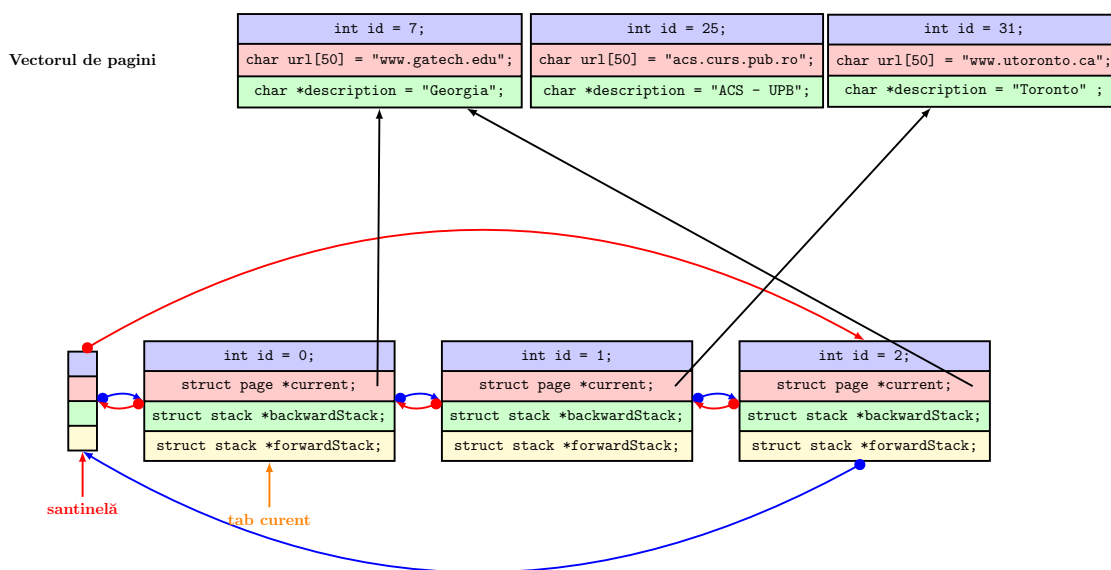 int id = 7;
int id = 25;
int id = 31;
Vectorul de pagini
char url[50] = "www.gatech.edu";
char url[50] = "acs.curs.pub.ro";
char url[50] = "www.utoronto.ca";
char *description = "Georgia";
char *description = "ACS - UPB";
char *description = "Toronto" ;
int id = 0;
int id = 1;
int id = 2;
struct page *current;
struct page *current;
struct page *current;
struct stack *backwardStack;
struct stack *backwardStack;
struct stack *backwardStack;
struct stack *forwardStack;
struct stack *forwardStack;
struct stack *forwardStack;
santinelă
tab curent